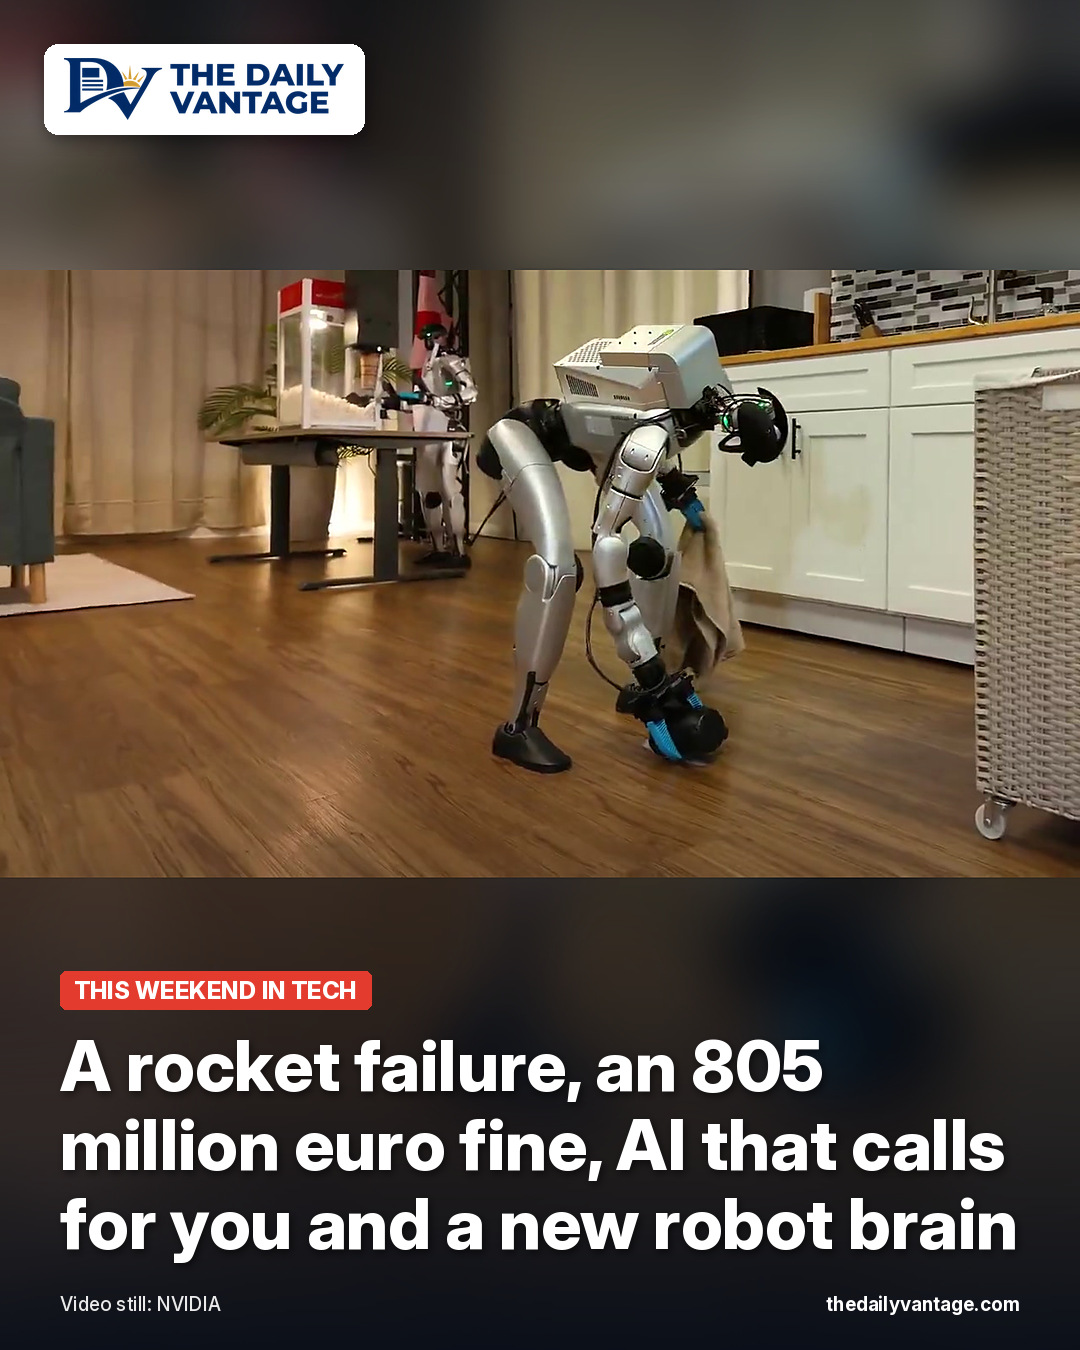 THE DAILY
VANTAGE
THIS WEEKEND IN TECH
A rocket failure, an 805
million euro fine, AI that calls
for you and a new robot brain
Video still: NVIDIA
thedailyvantage.com